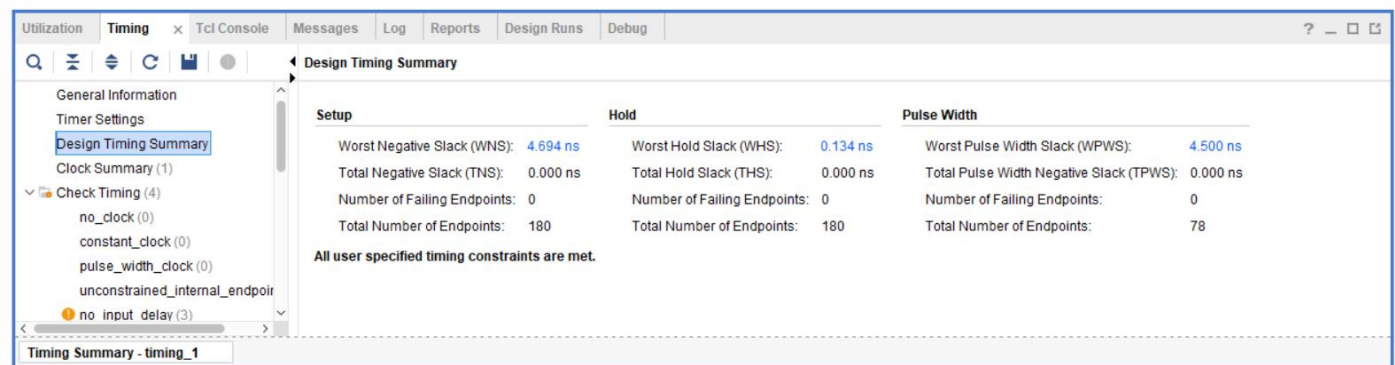 Utilization Timing × Tcl Console Messages Log Reports Design Runs Debug ?
Design Timing Summary
General Information
Timer Settings
Design Timing Summary
Clock Summary (1)
Check Timing (4)
no_clock (0)
constant_clock (0)
pulse_width_clock (0)
unconstrained_internal_endpoir
no_input_delay (3)
Setup Hold Pulse Width
Worst Negative Slack (WNS): 4.694 ns Worst Hold Slack (WHS): 0.134 ns Worst Pulse Width Slack (WPWS): 4.500 ns
Total Negative Slack (TNS): 0.000 ns Total Hold Slack (THS): 0.000 ns Total Pulse Width Negative Slack (TPWS): 0.000 ns
Number of Failing Endpoints: 0 Number of Failing Endpoints: 0 Number of Failing Endpoints: 0
Total Number of Endpoints: 180 Total Number of Endpoints: 180 Total Number of Endpoints: 78
All user specified timing constraints are met.
Timing Summary - timing_1